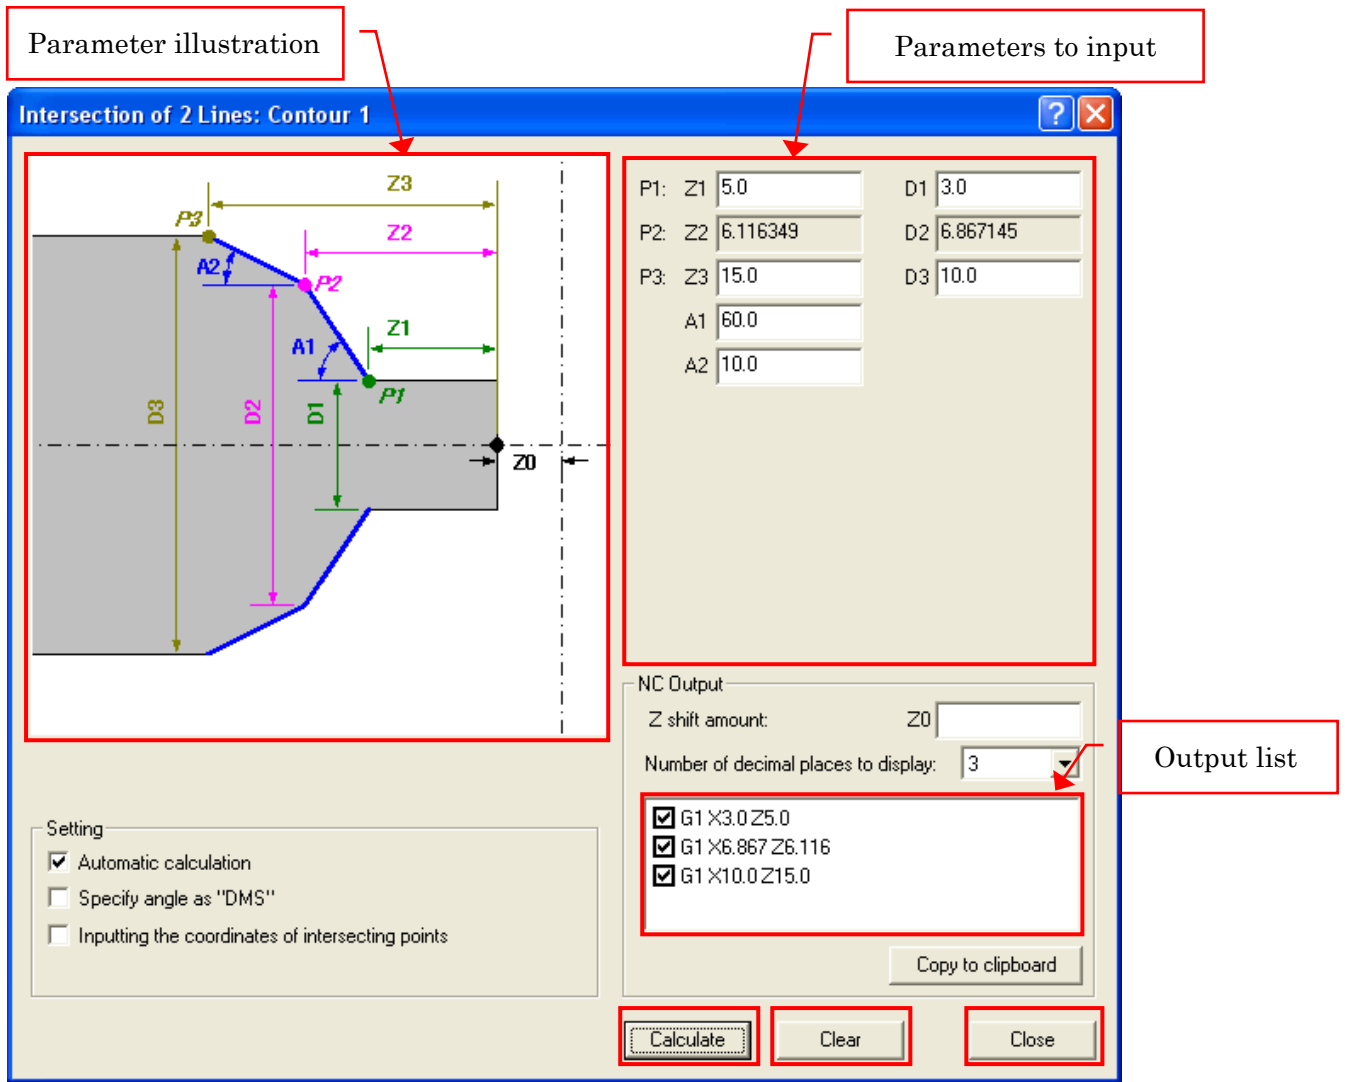 Parameter illustration
Parameters to input
Intersection of 2 Lines: Contour 1
?
Z3
P3
Z2
A2
P2
Z1
A1
P1
D3
D2
D1
Z0
P1: Z1 5.0 D1 3.0
P2: Z2 6.116349 D2 6.867145
P3: Z3 15.0 D3 10.0
A1 60.0
A2 10.0
NC Output
Z shift amount: Z0
Number of decimal places to display: 3
Output list
G1 X3.0 Z5.0
G1 X6.867 Z6.116
G1 X10.0 Z15.0
Copy to clipboard
Setting
Automatic calculation
Specify angle as "DMS"
Inputting the coordinates of intersecting points
Calculate
Clear
Close